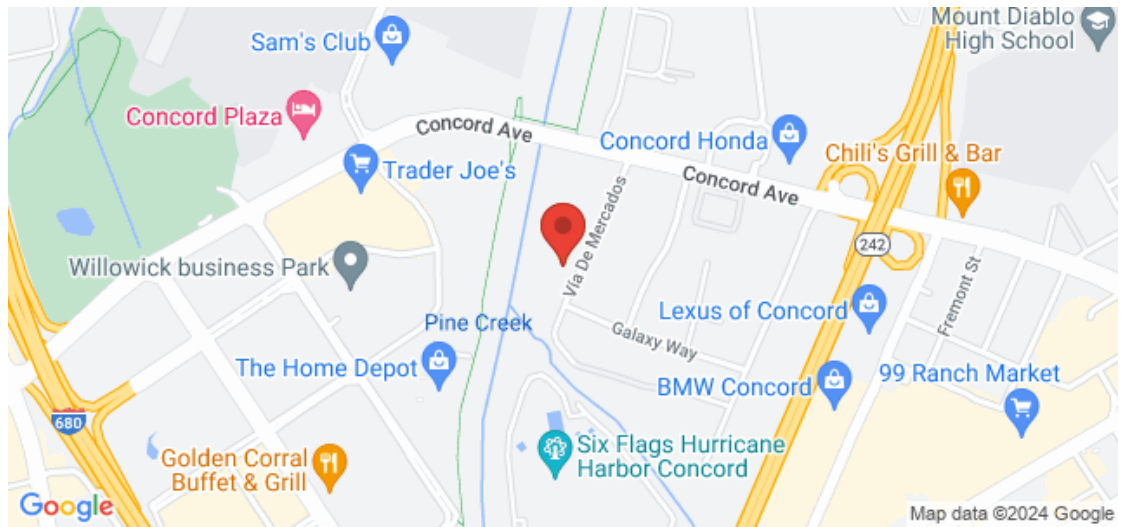 Mount Diablo
High School
Sam's Club
Concord Plaza
Concord Ave
Concord Honda
Chili's Grill & Bar
Trader Joe's
Concord Ave
Via De Mercados
242
Willowick business Park
Fremont St
Lexus of Concord
Pine Creek
Galaxy Way
The Home Depot
BMW Concord
99 Ranch Market
680
Golden Corral
Buffet & Grill
Six Flags Hurricane
Harbor Concord
Google
Map data ©2024 Google